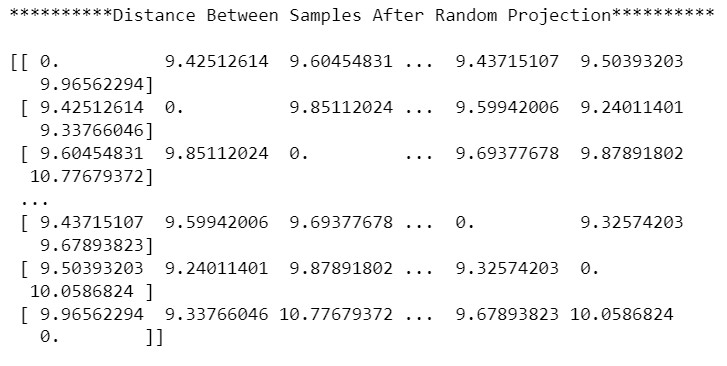 **********Distance Between Samples After Random Projection**********
[[ 0.          9.42512614  9.60454831 ...  9.43715107  9.50393203
   9.96562294]
 [ 9.42512614  0.          9.85112024 ...  9.59942006  9.24011401
   9.33766046]
 [ 9.60454831  9.85112024  0.         ...  9.69377678  9.87891802
  10.77679372]
 ...
 [ 9.43715107  9.59942006  9.69377678 ...  0.          9.32574203
   9.67893823]
 [ 9.50393203  9.24011401  9.87891802 ...  9.32574203  0.
  10.0586824 ]
 [ 9.96562294  9.33766046 10.77679372 ...  9.67893823 10.0586824
   0.        ]]